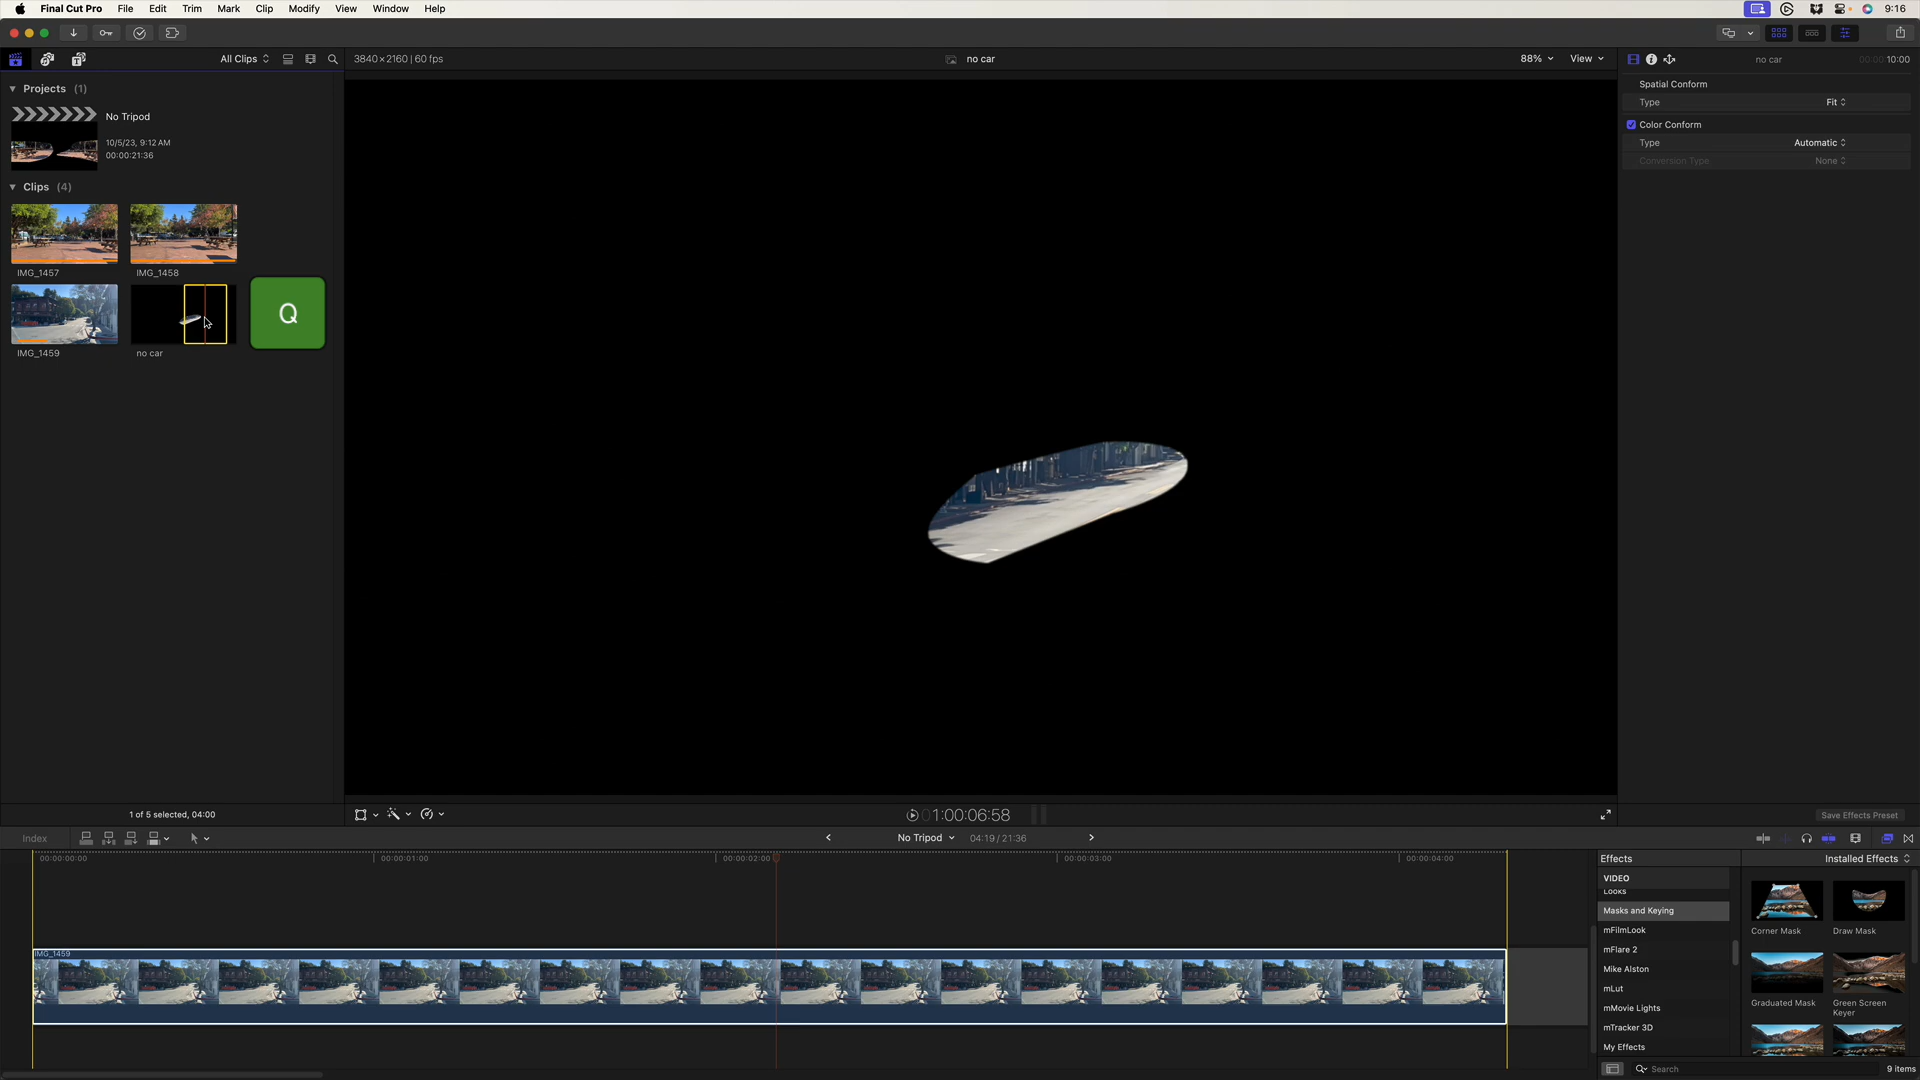 Final Cut Pro File Edit Trim Mark Clip Modify View Window Help 9:16
All Clips 3840×2160 | 60 fps no car 88% View no car 00:00:10:00
Projects (1)
No Tripod
10/5/23, 9:12 AM
00:00:21:36
Clips (4)
IMG_1457 IMG_1458
Q
IMG_1459 no car
Spatial Conform
Type Fit
Color Conform
Type Automatic
Conversion Type None
1 of 5 selected, 04:00
01:00:06:58
Save Effects Preset
Index
No Tripod 04:19 / 21:36
00:00:00:00 00:00:01:00 00:00:02:00 00:00:03:00 00:00:04:00
IMG_1459
Effects Installed Effects
VIDEO
Looks
Masks and Keying
mFilmLook
mFlare 2
Mike Alston
mLut
mMovie Lights
mTracker 3D
My Effects
Corner Mask Draw Mask
Graduated Mask Green Screen
Keyer
Search 9 items